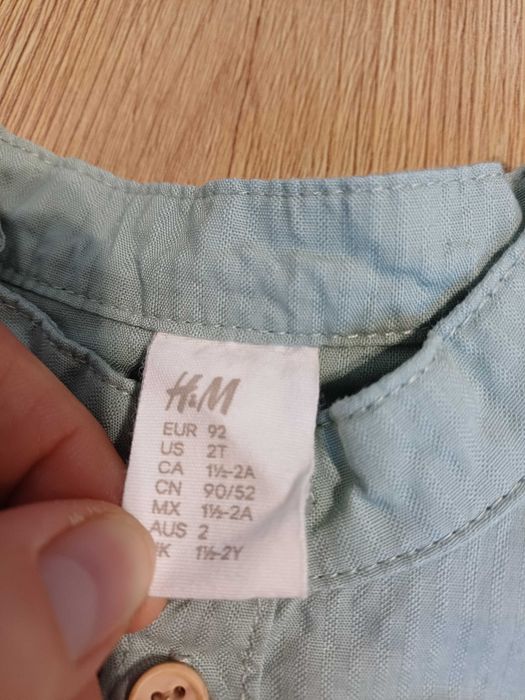 H&M
EUR 92
US 2T
CA 1½-2A
CN 90/52
MX 1½-2A
AUS 2
K 1½-2Y